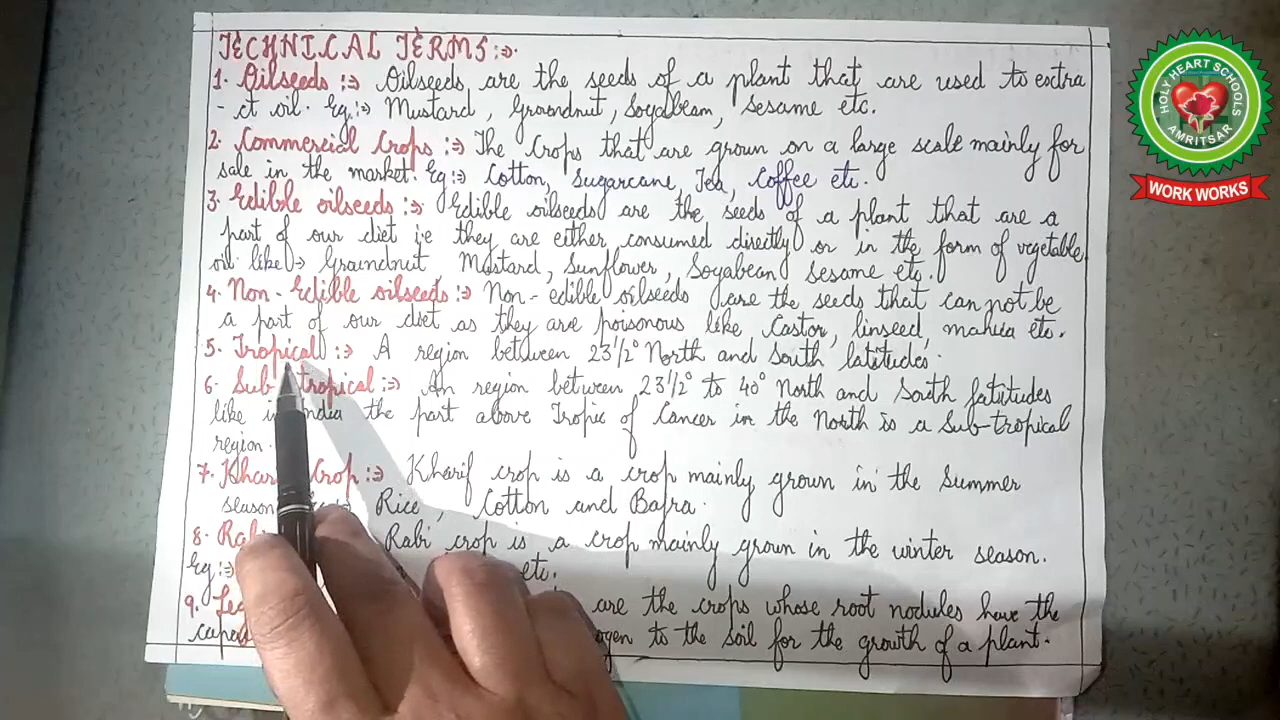 TECHNICAL TERMS :→
1. Oilseeds :→ Oilseeds are the seeds of a plant that are used to extra
- ct oil. Eg :→ Mustard, Groundnut, Soyabeam, Sesame etc.
2. Commercial Crops :→ The Crops that are grown on a large scale mainly for
sale in the market. Eg :→ Cotton, Sugarcane, Tea, Coffee etc.
3. Edible oilseeds :→ Edible oilseeds are the seeds of a plant that are a
part of our diet i.e they are either consumed directly or in the form of vegetable
oil like :→ Graundnut, Mustard, Sunflower, Soyabean Sesame etc.
4. Non-Edible oilseeds :→ Non-edible oilseeds are the seeds that can not be
a part of our diet as they are poisonous like Castor, linseed, mahua etc.
5. Tropical :→ A region between 23 1/2° North and South latitudes.
6. Sub-tropical :→ An region between 23 1/2° to 40° North and South latitudes
like in India the part above Tropic of Cancer in the North is a Sub-tropical
region.
7. Kharif Crop :→ Kharif crop is a crop mainly grown in the Summer
season Rice, Cotton and Bajra.
8. Rabi crop is a crop mainly grown in the winter season.
Eg :→ etc.
9. are the crops whose root nodules have the
to the soil for the growth of a plant.
HOLY HEART SCHOOLS
AMRITSAR
WORK WORKS